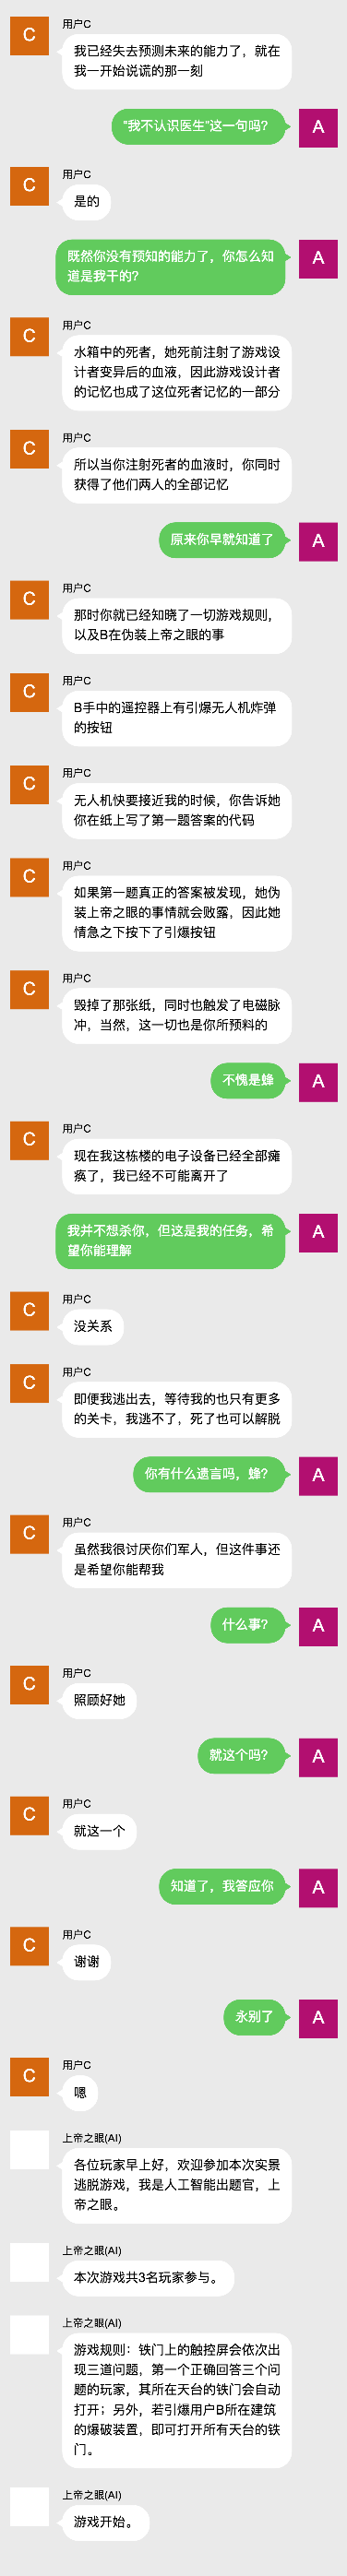 C
用户C
我已经失去预测未来的能力了，就在
我一开始说谎的那一刻
"我不认识医生"这一句吗？
A
C
用户C
是的
既然你没有预知的能力了，你怎么知
道是我干的？
A
C
用户C
水箱中的死者，她死前注射了游戏设
计者变异后的血液，因此游戏设计者
的记忆也成了这位死者记忆的一部分
C
用户C
所以当你注射死者的血液时，你同时
获得了他们两人的全部记忆
原来你早就知道了
A
C
用户C
那时你就已经知晓了一切游戏规则，
以及B在伪装上帝之眼的事
C
用户C
B手中的遥控器上有引爆无人机炸弹
的按钮
C
用户C
无人机快要接近我的时候，你告诉她
你在纸上写了第一题答案的代码
C
用户C
如果第一题真正的答案被发现，她伪
装上帝之眼的事情就会败露，因此她
情急之下按下了引爆按钮
C
用户C
毁掉了那张纸，同时也触发了电磁脉
冲，当然，这一切也是你所预料的
不愧是蜂
A
C
用户C
现在我这栋楼的电子设备已经全部瘫
痪了，我已经不可能离开了
我并不想杀你，但这是我的任务，希
望你能理解
A
C
用户C
没关系
C
用户C
即便我逃出去，等待我的也只有更多
的关卡，我逃不了，死了也可以解脱
你有什么遗言吗，蜂？
A
C
用户C
虽然我很讨厌你们军人，但这件事还
是希望你能帮我
什么事？
A
C
用户C
照顾好她
就这个吗？
A
C
用户C
就这一个
知道了，我答应你
A
C
用户C
谢谢
永别了
A
C
用户C
嗯
上帝之眼(AI)
各位玩家早上好，欢迎参加本次实景
逃脱游戏，我是人工智能出题官，上
帝之眼。
上帝之眼(AI)
本次游戏共3名玩家参与。
上帝之眼(AI)
游戏规则：铁门上的触控屏会依次出
现三道问题，第一个正确回答三个问
题的玩家，其所在天台的铁门会自动
打开；另外，若引爆用户B所在建筑
的爆破装置，即可打开所有天台的铁
门。
上帝之眼(AI)
游戏开始。